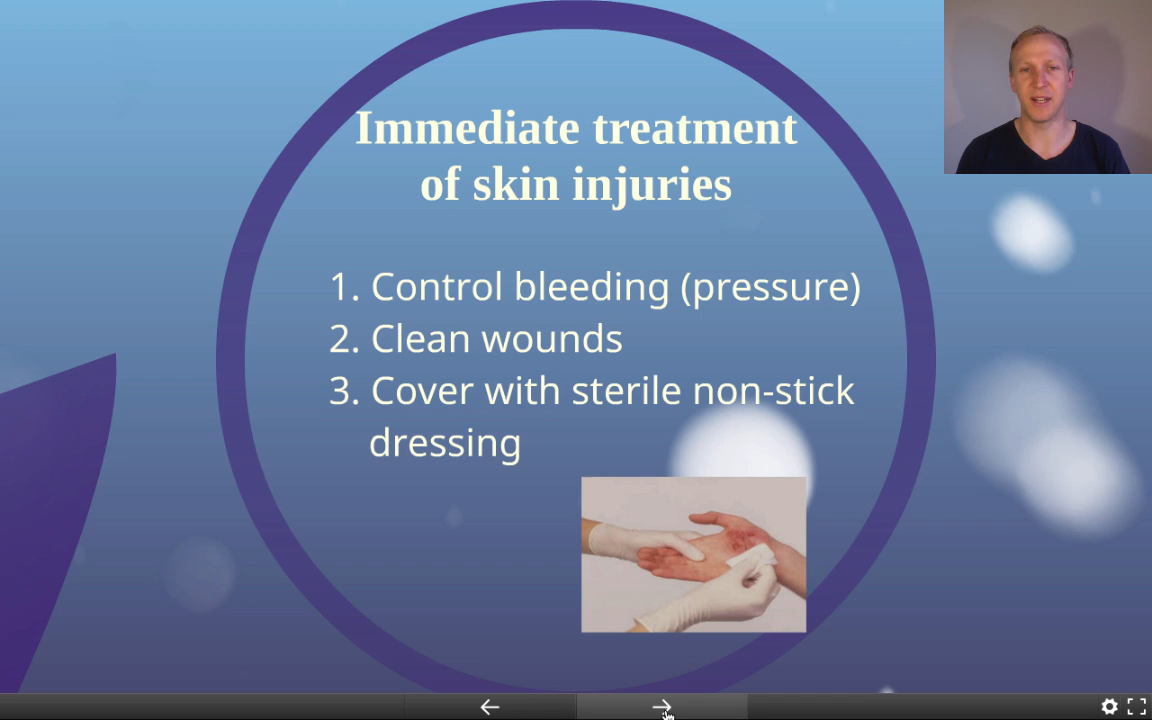 Immediate treatment
of skin injuries
1. Control bleeding (pressure)
2. Clean wounds
3. Cover with sterile non-stick
dressing